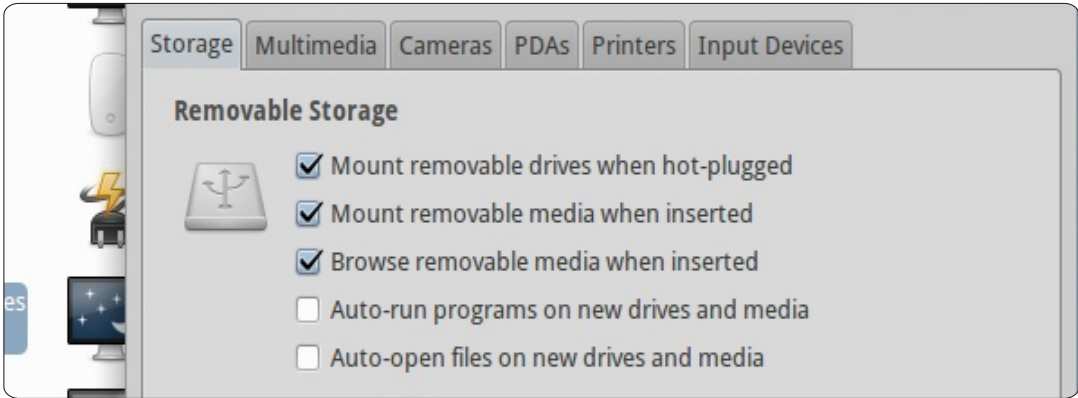 Storage Multimedia Cameras PDAs Printers Input Devices
Removable Storage
Mount removable drives when hot-plugged
Mount removable media when inserted
Browse removable media when inserted
es
Auto-run programs on new drives and media
Auto-open files on new drives and media